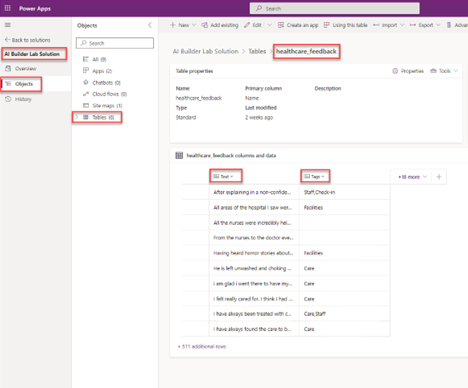 Power Apps
Search
Back to solutions
AI Builder Lab Solution
Overview
Objects
History
Objects
Search
All (9)
Apps (2)
Chatbots (0)
Cloud flows (0)
Site maps (1)
Tables (6)
New
Add existing
Edit
Create an app
Using this table
Import
Export
AI Builder Lab Solution > Tables > healthcare_feedback
Table properties
Properties
Tools
Name Primary column Description
healthcare_feedback Name
Type Last modified
Standard 2 weeks ago
healthcare_feedback columns and data
Text Tags +18 more
After explaining in a non-confide... Staff,Check-in
All areas of the hospital I saw wer... Facilities
All the nurses were incredibly hel...
From the nurses to the doctor eve...
Having heard horror stories about... Facilities
He is left unwashed and choking ... Care
I am glad i went there to have my... Care
I felt really cared for. I think I had ... Care
I have always been treated with c... Care,Staff
I have always found the care to b... Care
+ 511 additional rows